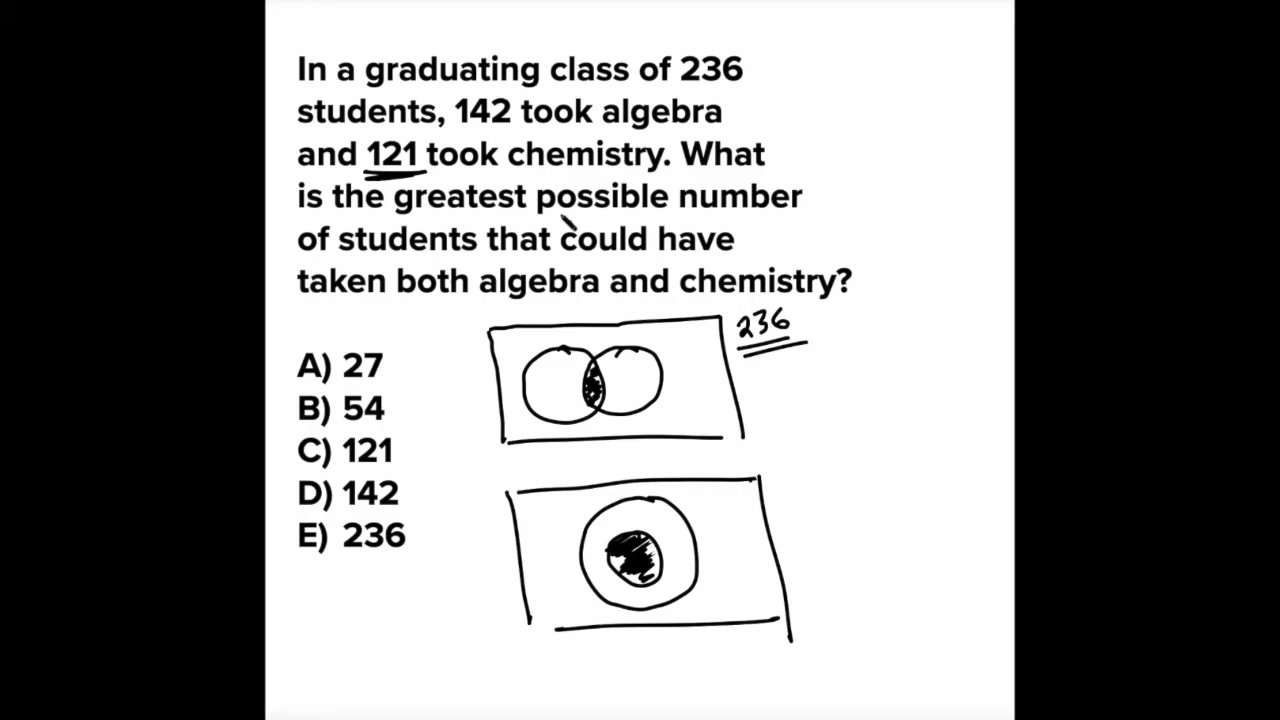 In a graduating class of 236
students, 142 took algebra
and 121 took chemistry. What
is the greatest possible number
of students that could have
taken both algebra and chemistry?
236
A) 27
B) 54
C) 121
D) 142
E) 236